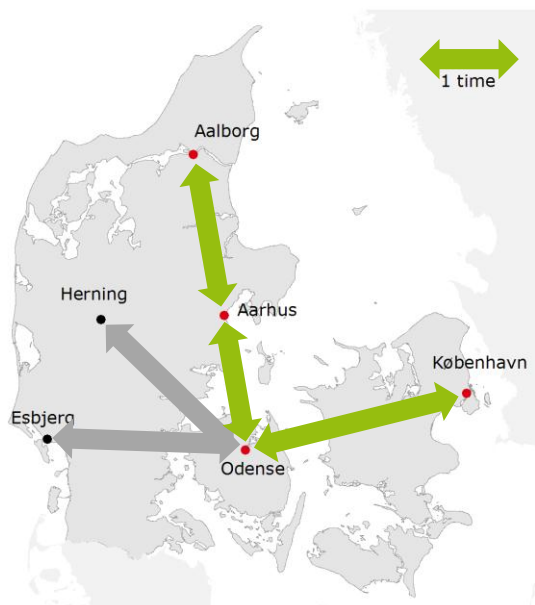 1 time
Aalborg
Herning
Aarhus
København
Esbjerg
Odense